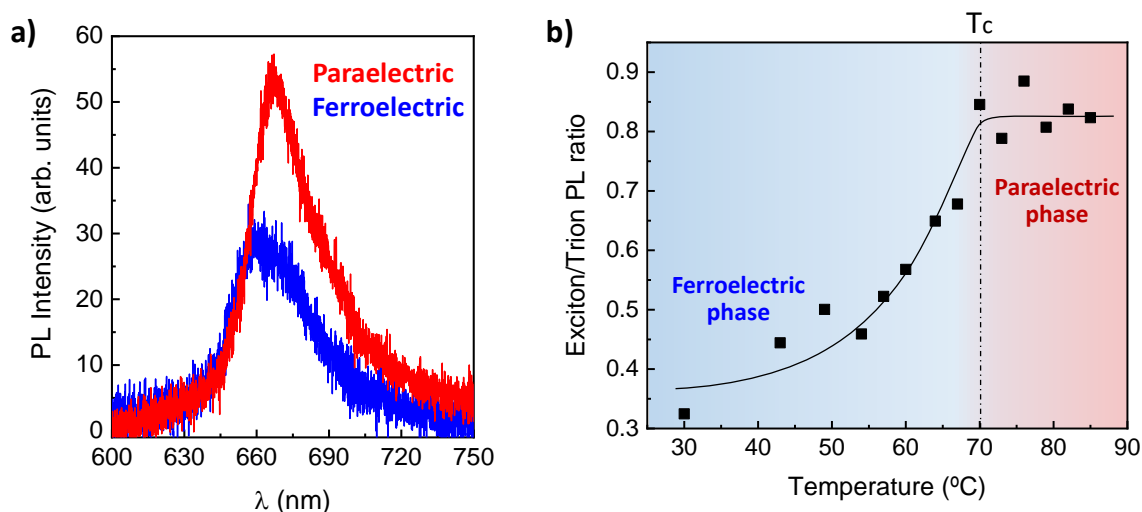 a)
60
50
40
30
20
10
0
PL Intensity (arb. units)
Paraelectric
Ferroelectric
600 630 660 690 720 750
λ (nm)
b)
Tc
0.9
0.8
0.7
0.6
0.5
0.4
0.3
Exciton/Trion PL ratio
Ferroelectric
phase
Paraelectric
phase
30 40 50 60 70 80 90
Temperature (ºC)